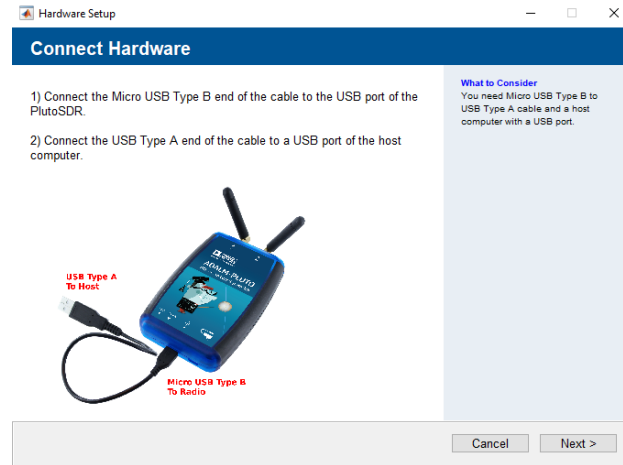 Hardware Setup
Connect Hardware
1) Connect the Micro USB Type B end of the cable to the USB port of the
PlutoSDR.
2) Connect the USB Type A end of the cable to a USB port of the host
computer.
What to Consider
You need Micro USB Type B to
USB Type A cable and a host
computer with a USB port.
USB Type A
To Host
ADALM-PLUTO
Micro USB Type B
To Radio
Cancel
Next >